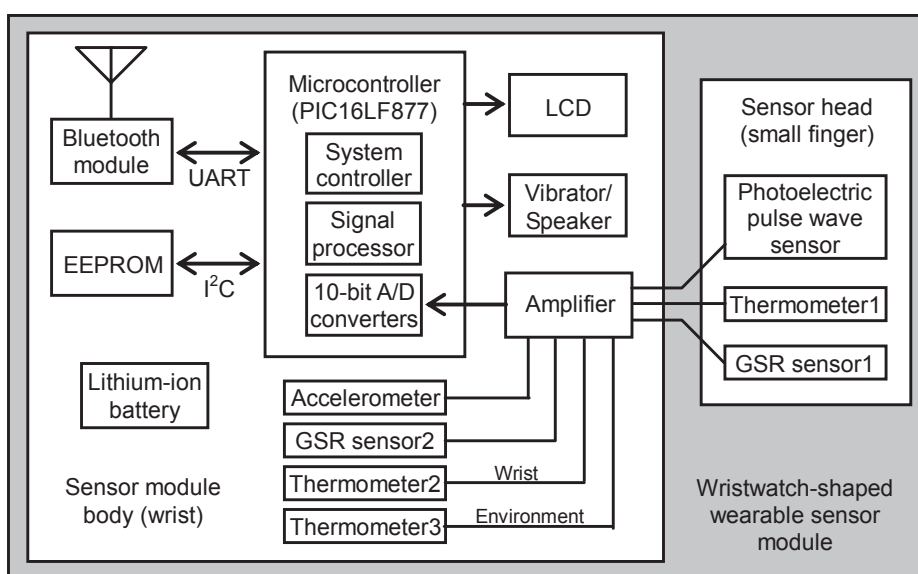 Microcontroller
(PIC16LF877)
System
controller
Signal
processor
10-bit A/D
converters
Bluetooth
module
UART
EEPROM
I²C
Lithium-ion
battery
Sensor module
body (wrist)
LCD
Vibrator/
Speaker
Amplifier
Accelerometer
GSR sensor2
Thermometer2
Wrist
Thermometer3
Environment
Sensor head
(small finger)
Photoelectric
pulse wave
sensor
Thermometer1
GSR sensor1
Wristwatch-shaped
wearable sensor
module